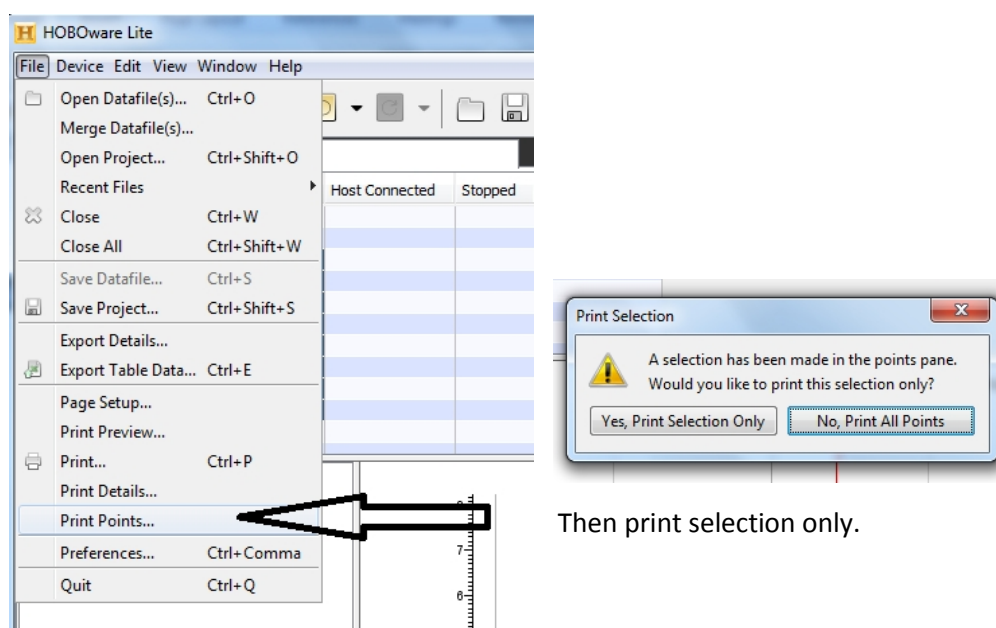 HOBOware Lite
File Device Edit View Window Help
Open Datafile(s)... Ctrl+O
Merge Datafile(s)...
Open Project... Ctrl+Shift+O
Recent Files
Close Ctrl+W
Close All Ctrl+Shift+W
Save Datafile... Ctrl+S
Save Project... Ctrl+Shift+S
Export Details...
Export Table Data... Ctrl+E
Page Setup...
Print Preview...
Print... Ctrl+P
Print Details...
Print Points...
Preferences... Ctrl+Comma
Quit Ctrl+Q
Host Connected Stopped
7
6
Print Selection
A selection has been made in the points pane.
Would you like to print this selection only?
Yes, Print Selection Only No, Print All Points
Then print selection only.